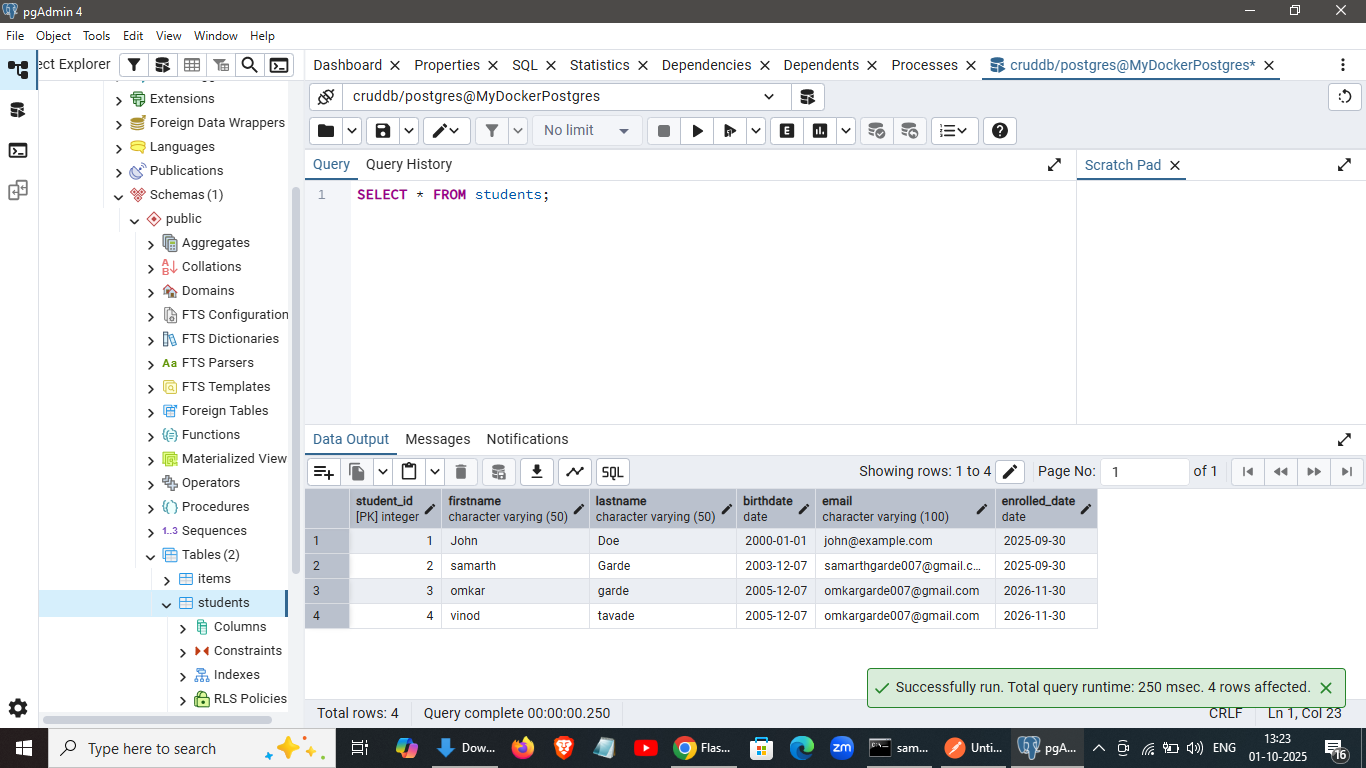 pgAdmin 4
File Object Tools Edit View Window Help
ect Explorer
Dashboard Properties SQL Statistics Dependencies Dependents Processes cruddb/postgres@MyDockerPostgres*
Extensions
Foreign Data Wrappers
Languages
Publications
Schemas (1)
public
Aggregates
Collations
Domains
FTS Configuration
FTS Dictionaries
Aa FTS Parsers
FTS Templates
Foreign Tables
Functions
Materialized View
Operators
Procedures
1..3 Sequences
Tables (2)
items
students
Columns
Constraints
Indexes
RLS Policies
cruddb/postgres@MyDockerPostgres
No limit
E
Query Query History
Scratch Pad
1 SELECT * FROM students;
Data Output Messages Notifications
SQL Showing rows: 1 to 4 Page No: 1 of 1
student_id firstname lastname birthdate email enrolled_date
[PK] integer character varying (50) character varying (50) date character varying (100) date
1 1 John Doe 2000-01-01 john@example.com 2025-09-30
2 2 samarth Garde 2003-12-07 samarthgarde007@gmail.c... 2025-09-30
3 3 omkar garde 2005-12-07 omkargarde007@gmail.com 2026-11-30
4 4 vinod tavade 2005-12-07 omkargarde007@gmail.com 2026-11-30
Successfully run. Total query runtime: 250 msec. 4 rows affected.
Total rows: 4 Query complete 00:00:00.250 CRLF Ln 1, Col 23
Type here to search
Dow... Flas... zm sam... Unti... pgA... ENG
13:23
01-10-2025
16